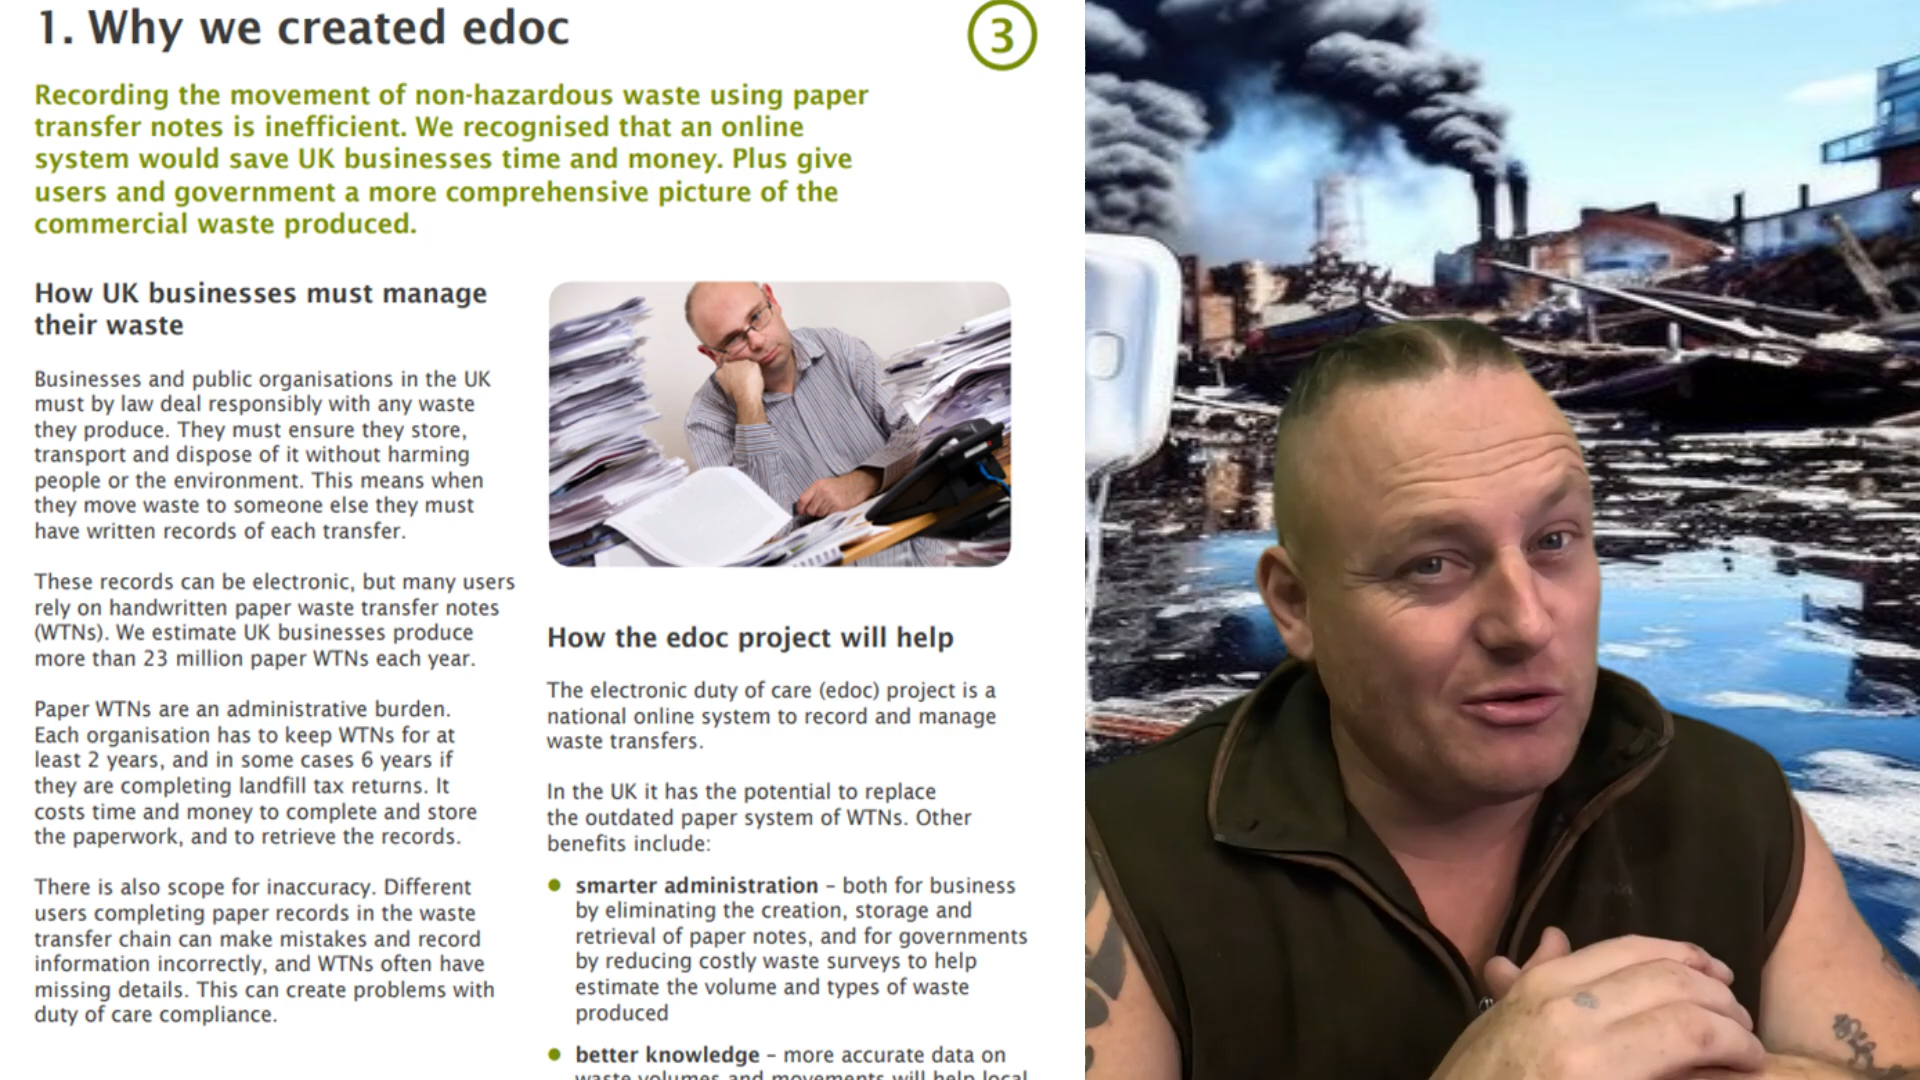 1. Why we created edoc
3
Recording the movement of non-hazardous waste using paper
transfer notes is inefficient. We recognised that an online
system would save UK businesses time and money. Plus give
users and government a more comprehensive picture of the
commercial waste produced.
How UK businesses must manage
their waste
Businesses and public organisations in the UK
must by law deal responsibly with any waste
they produce. They must ensure they store,
transport and dispose of it without harming
people or the environment. This means when
they move waste to someone else they must
have written records of each transfer.
These records can be electronic, but many users
rely on handwritten paper waste transfer notes
(WTNs). We estimate UK businesses produce
more than 23 million paper WTNs each year.
Paper WTNs are an administrative burden.
Each organisation has to keep WTNs for at
least 2 years, and in some cases 6 years if
they are completing landfill tax returns. It
costs time and money to complete and store
the paperwork, and to retrieve the records.
There is also scope for inaccuracy. Different
users completing paper records in the waste
transfer chain can make mistakes and record
information incorrectly, and WTNs often have
missing details. This can create problems with
duty of care compliance.
How the edoc project will help
The electronic duty of care (edoc) project is a
national online system to record and manage
waste transfers.
In the UK it has the potential to replace
the outdated paper system of WTNs. Other
benefits include:
● smarter administration – both for business
by eliminating the creation, storage and
retrieval of paper notes, and for governments
by reducing costly waste surveys to help
estimate the volume and types of waste
produced
● better knowledge – more accurate data on
waste volumes and movements will help local